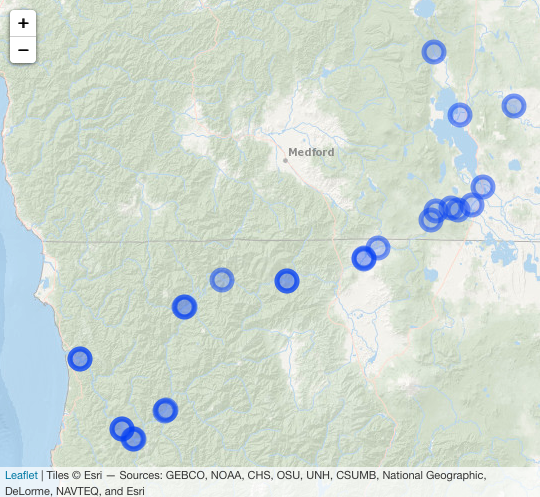 +
−
Medford
Leaflet | Tiles © Esri — Sources: GEBCO, NOAA, CHS, OSU, UNH, CSUMB, National Geographic,
DeLorme, NAVTEQ, and Esri